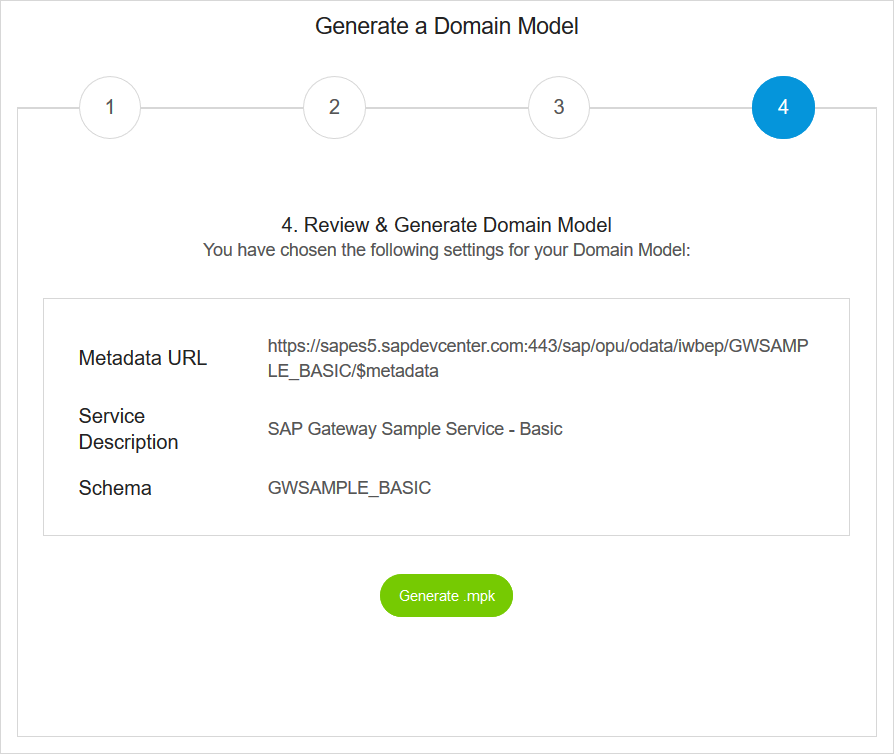 Generate a Domain Model
1
2
3
4
4. Review & Generate Domain Model
You have chosen the following settings for your Domain Model:
Metadata URL
https://sapes5.sapdevcenter.com:443/sap/opu/odata/iwbep/GWSAMP
LE_BASIC/$metadata
Service
Description
SAP Gateway Sample Service - Basic
Schema
GWSAMPLE_BASIC
Generate .mpk